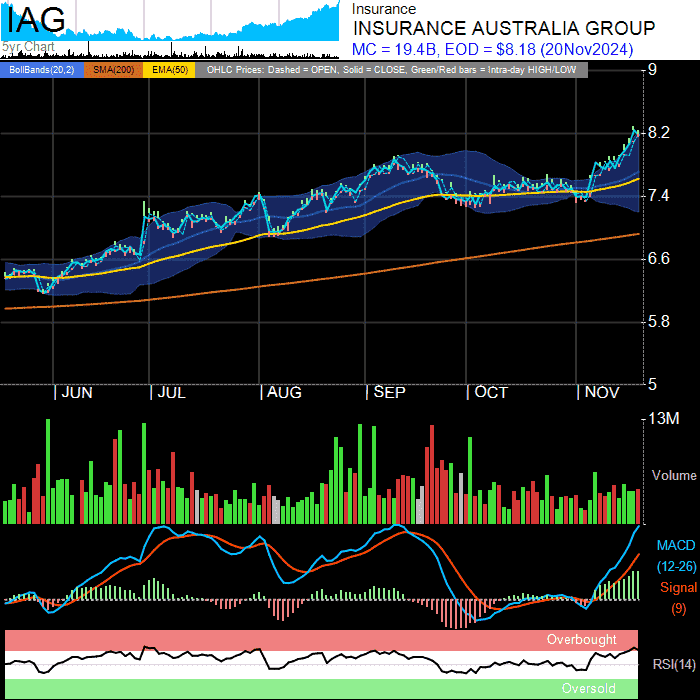 IAG
5yr Chart
Insurance
INSURANCE AUSTRALIA GROUP
MC = 19.4B, EOD = $8.18 (20Nov2024)
BollBands(20,2) SMA(200) EMA(50) OHLC Prices: Dashed = OPEN, Solid = CLOSE, Green/Red bars = Intra-day HIGH/LOW
9
8.2
7.4
6.6
5.8
5
JUN JUL AUG SEP OCT NOV
13M
Volume
MACD
(12-26)
Signal
(9)
Overbought
RSI(14)
Oversold